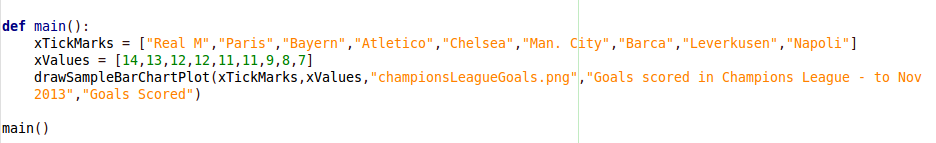 def main():
    xTickMarks = ["Real M","Paris","Bayern","Atletico","Chelsea","Man. City","Barca","Leverkusen","Napoli"]
    xValues = [14,13,12,12,11,11,9,8,7]
    drawSampleBarChartPlot(xTickMarks,xValues,"championsLeagueGoals.png","Goals scored in Champions League - to Nov
    2013","Goals Scored")
main()